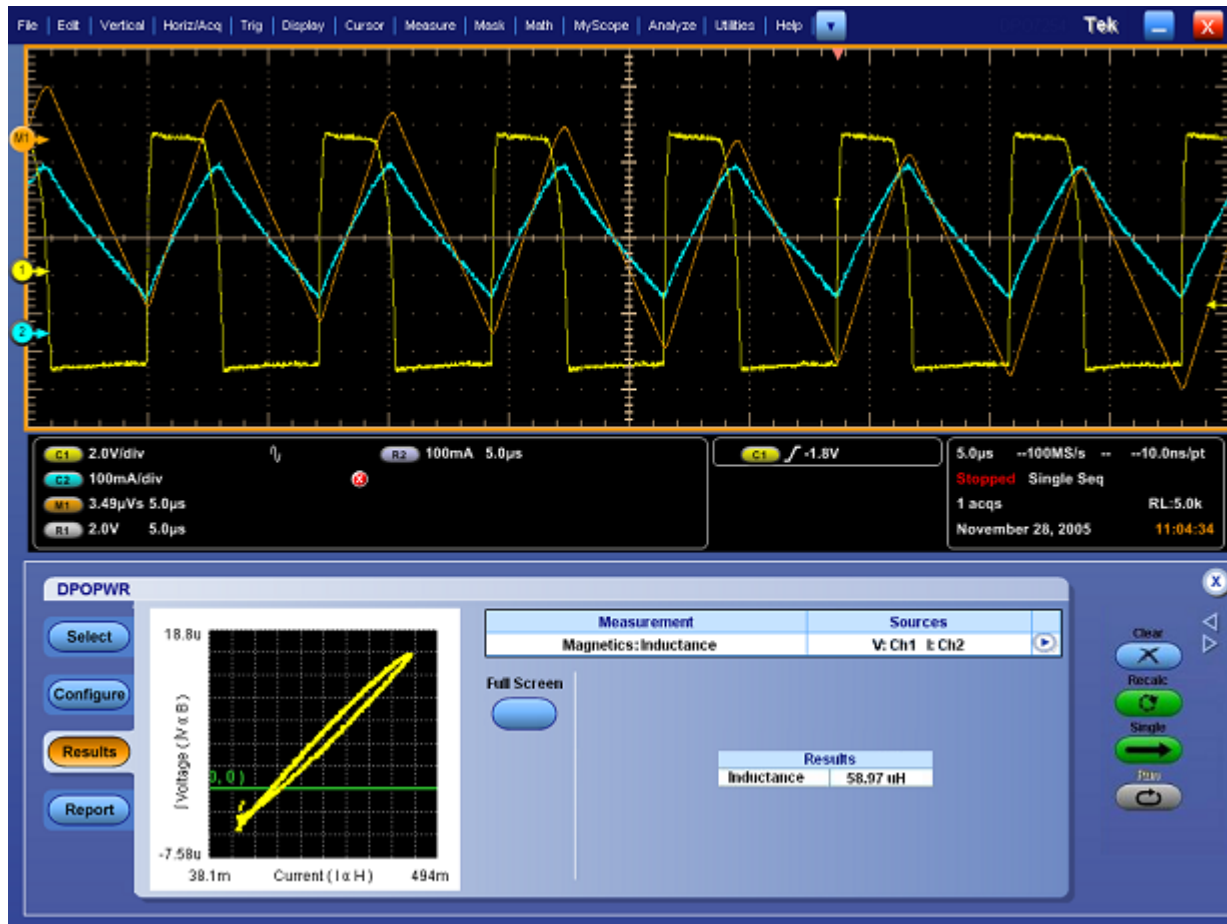 File | Edit | Vertical | Horiz/Acq | Trig | Display | Cursor | Measure | Mask | Math | MyScope | Analyze | Utilities | Help
Tek
X
M1
1
2
C1 2.0V/div
C2 100mA/div
M1 3.49µVs 5.0µs
R1 2.0V 5.0µs
R2 100mA 5.0µs
C1 -1.8V
5.0µs --100MS/s -- --10.0ns/pt
Stopped Single Seq
1 acqs RL:5.0k
November 28, 2005 11:04:34
DPOPWR
X
Select
Configure
Results
Report
18.8u
∫Voltage (∫V α B)
0, 0 )
-7.58u
38.1m Current ( I α H ) 494m
Measurement Sources
Magnetics:Inductance V: Ch1 I: Ch2
Full Screen
Results
Inductance 58.97 uH
Clear
Recalc
Single
Run